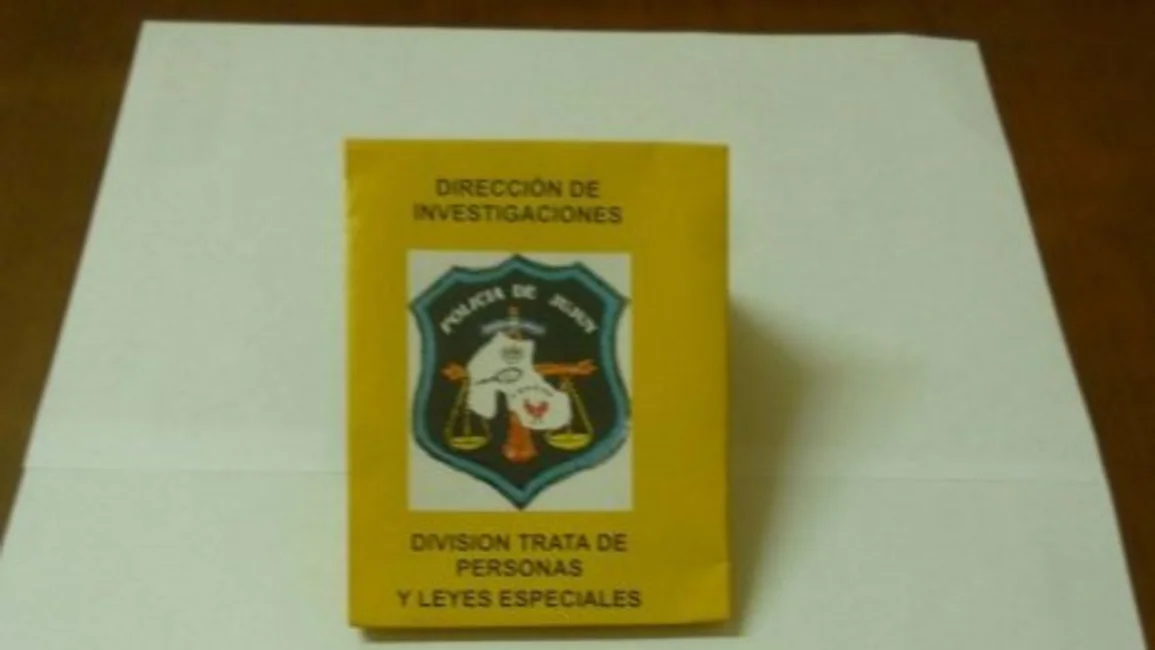 DIRECCIÓN DE
INVESTIGACIONES
POLICIA DE JUJUY
DIVISION TRATA DE
PERSONAS
Y LEYES ESPECIALES